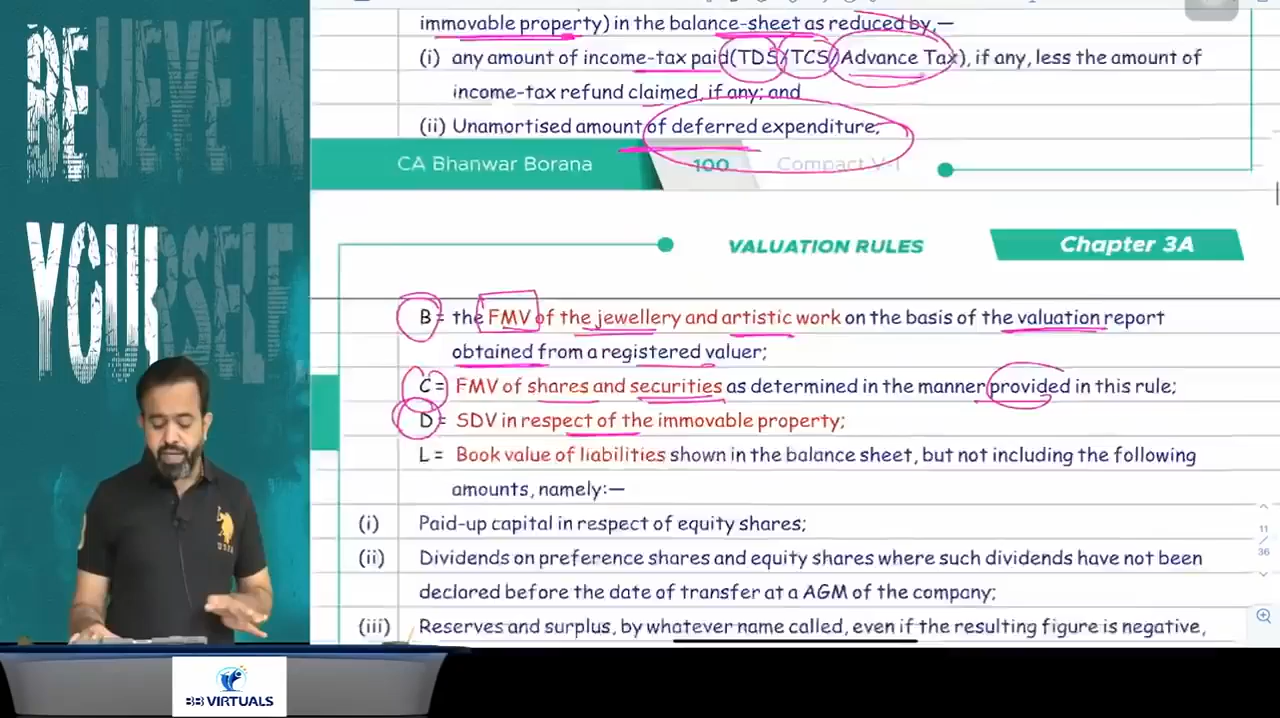 BELIEVE IN
YOURSELF
immovable property) in the balance-sheet as reduced by,—
(i) any amount of income-tax paid(TDS/TCS/Advance Tax), if any, less the amount of
income-tax refund claimed, if any; and
(ii) Unamortised amount of deferred expenditure;
CA Bhanwar Borana 100 Compact
VALUATION RULES Chapter 3A
B= the FMV of the jewellery and artistic work on the basis of the valuation report
obtained from a registered valuer;
C= FMV of shares and securities as determined in the manner provided in this rule;
D= SDV in respect of the immovable property;
L= Book value of liabilities shown in the balance sheet, but not including the following
amounts, namely:—
(i) Paid-up capital in respect of equity shares;
(ii) Dividends on preference shares and equity shares where such dividends have not been
declared before the date of transfer at a AGM of the company;
(iii) Reserves and surplus, by whatever name called, even if the resulting figure is negative,
11
/
36
BB VIRTUALS